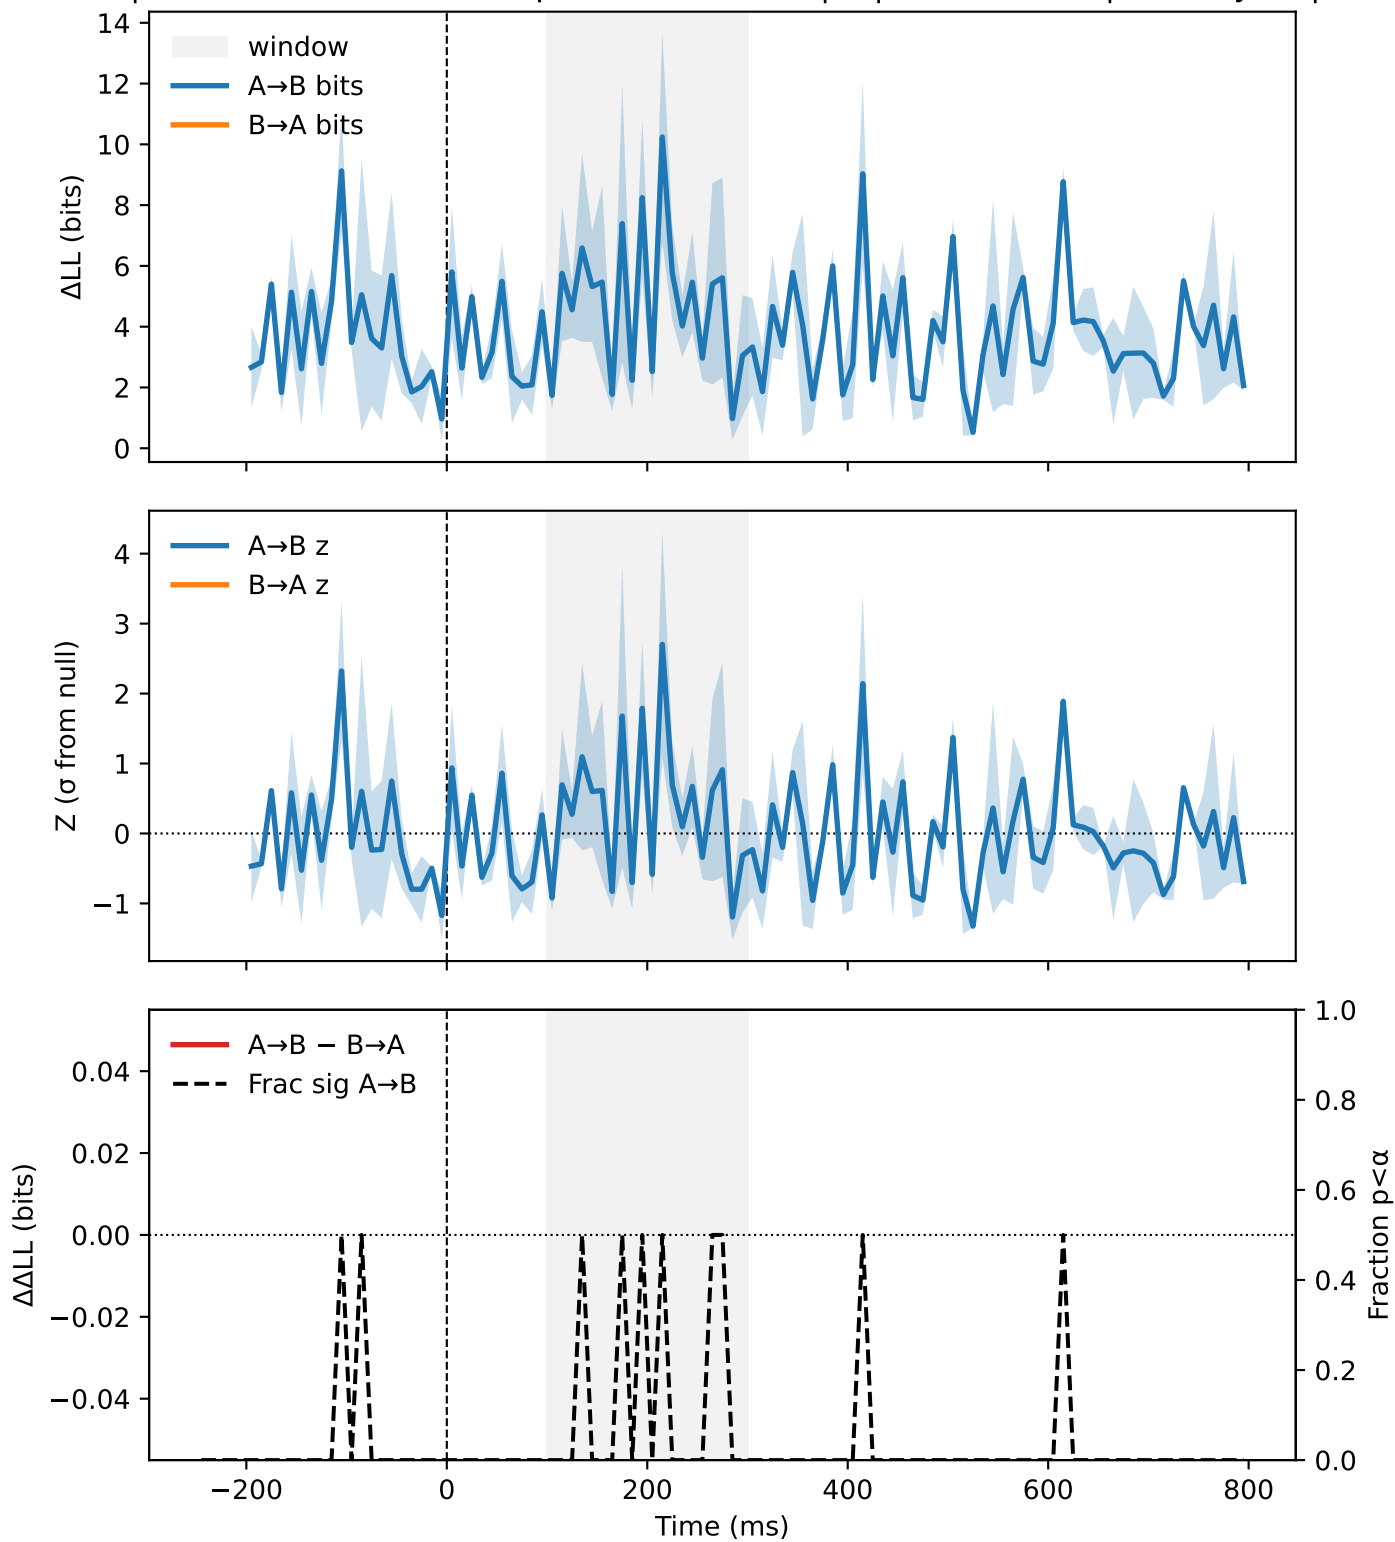 14
12
10
8
6
4
2
0
ΔLL (bits)
window
A→B bits
B→A bits
4
3
2
1
0
−1
Z (σ from null)
A→B z
B→A z
0.04
0.02
0.00
−0.02
−0.04
ΔΔLL (bits)
A→B − B→A
Frac sig A→B
1.0
0.8
0.6
0.4
0.2
0.0
Fraction p<α
−200 0 200 400 600 800
Time (ms)